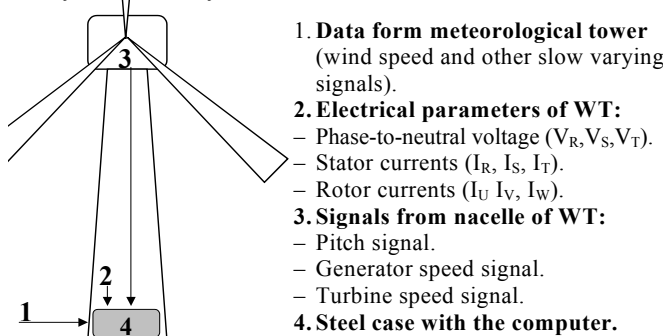 3
2
1
4
1. Data form meteorological tower
(wind speed and other slow varying
signals).
2. Electrical parameters of WT:
– Phase-to-neutral voltage (VR,VS,VT).
– Stator currents (IR, IS, IT).
– Rotor currents (IU IV, IW).
3. Signals from nacelle of WT:
– Pitch signal.
– Generator speed signal.
– Turbine speed signal.
4. Steel case with the computer.